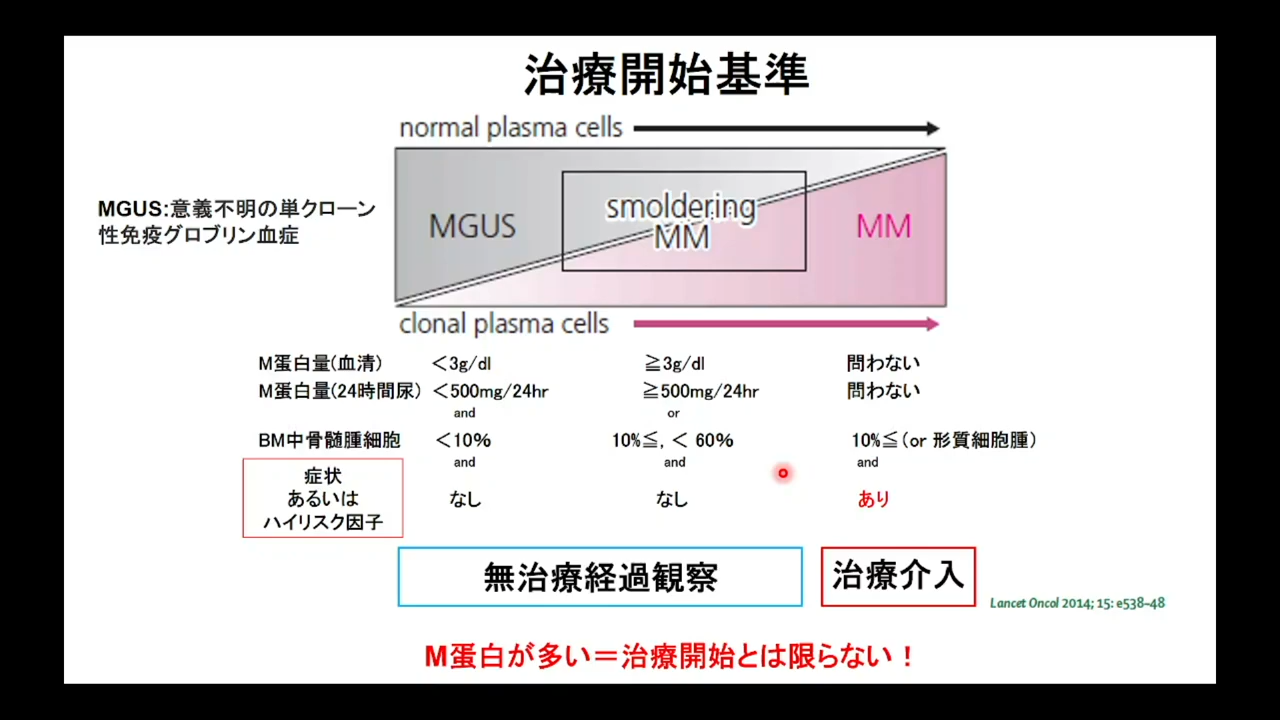 治療開始基準
normal plasma cells
MGUS:意義不明の単クローン
性免疫グロブリン血症
MGUS
smoldering
MM
MM
clonal plasma cells
M蛋白量(血清) <3g/dl ≧3g/dl 問わない
M蛋白量(24時間尿) <500mg/24hr ≧500mg/24hr 問わない
and or
BM中骨髄腫細胞 <10% 10%≦, < 60% 10%≦(or 形質細胞腫)
and and and
症状
あるいは
ハイリスク因子
なし なし あり
無治療経過観察
治療介入
Lancet Oncol 2014; 15: e538–48
M蛋白が多い=治療開始とは限らない！